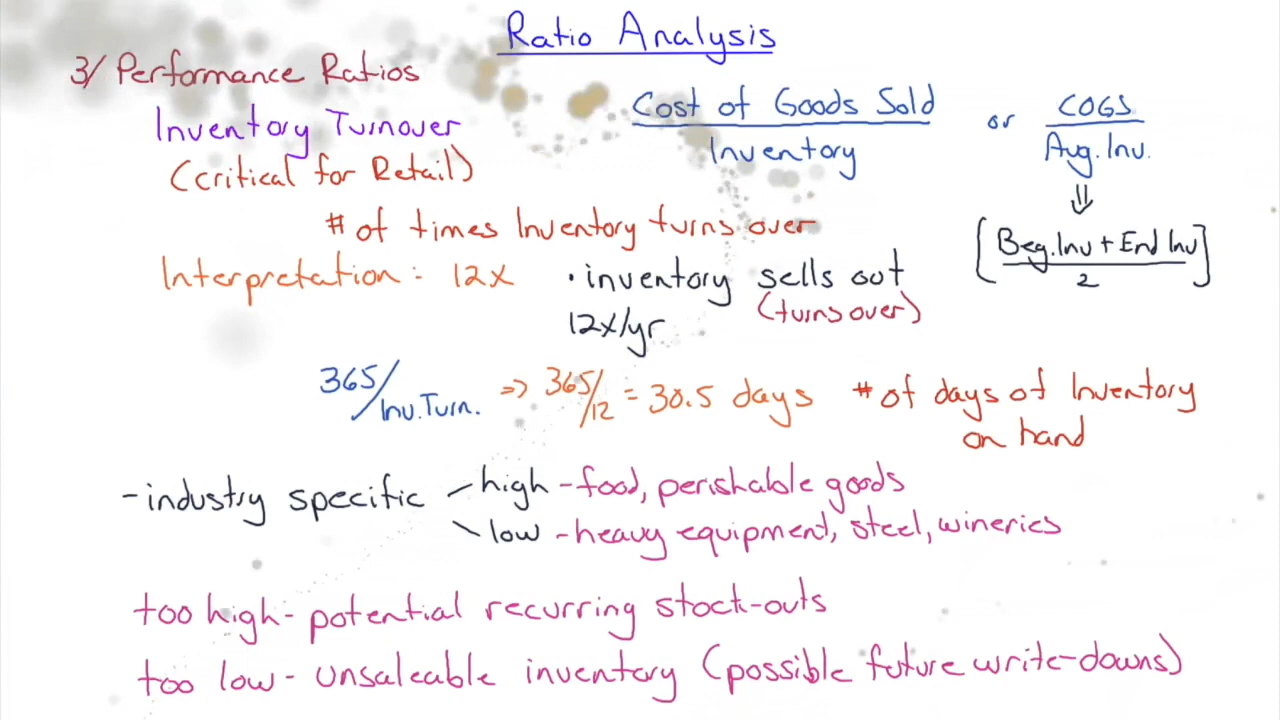 Ratio Analysis
3/ Performance Ratios
Inventory Turnover
(critical for Retail)
Cost of Goods Sold
Inventory
or
COGS
Avg. Inv.
⇓
[Beg. Inv + End Inv]
2
# of times Inventory turns over
Interpretation : 12x
• inventory sells out
(turns over)
12x/yr
365/Inv. Turn. => 365/12 = 30.5 days
# of days of Inventory
on hand
- industry specific
high - food, perishable goods
low - heavy equipment, steel, wineries
too high - potential recurring stock-outs
too low - unsaleable inventory (possible future write-downs)